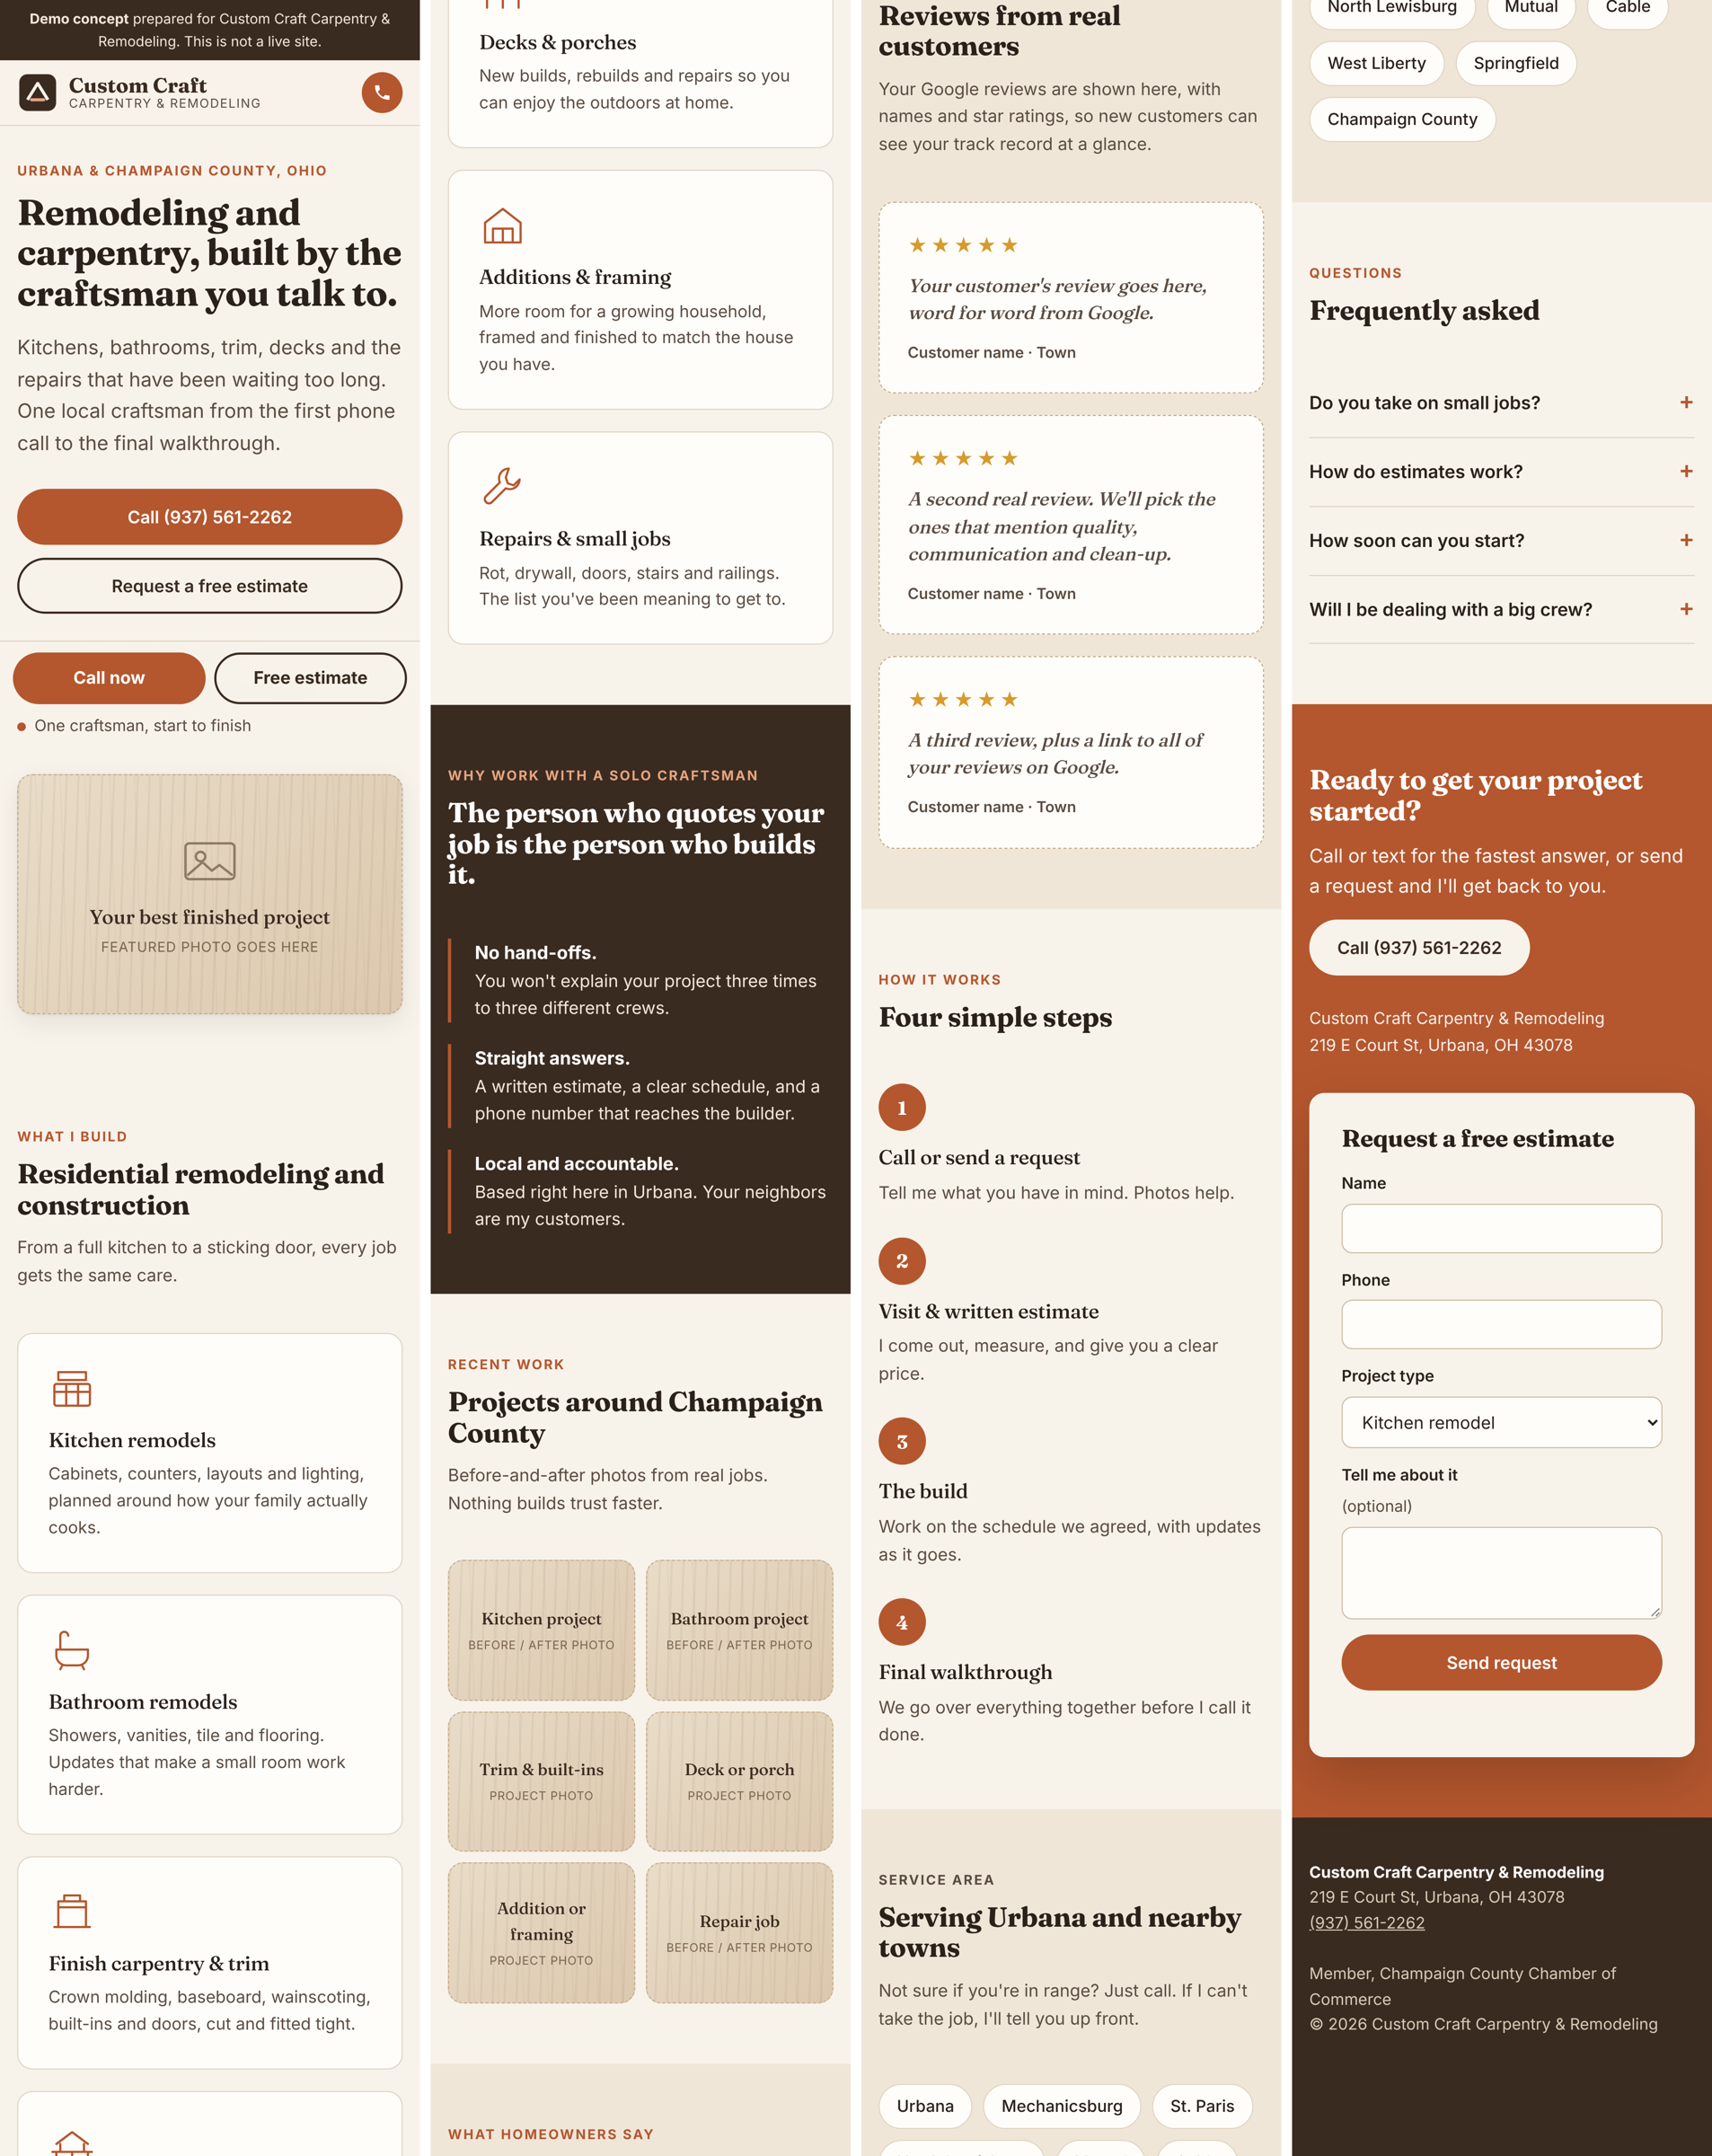 Demo concept prepared for Custom Craft Carpentry &
Remodeling. This is not a live site.
Custom Craft
CARPENTRY & REMODELING
URBANA & CHAMPAIGN COUNTY, OHIO
Remodeling and
carpentry, built by the
craftsman you talk to.
Kitchens, bathrooms, trim, decks and the
repairs that have been waiting too long.
One local craftsman from the first phone
call to the final walkthrough.
Call (937) 561-2262
Request a free estimate
Call now
Free estimate
One craftsman, start to finish
Your best finished project
FEATURED PHOTO GOES HERE
WHAT I BUILD
Residential remodeling and
construction
From a full kitchen to a sticking door, every job
gets the same care.
Kitchen remodels
Cabinets, counters, layouts and lighting,
planned around how your family actually
cooks.
Bathroom remodels
Showers, vanities, tile and flooring.
Updates that make a small room work
harder.
Finish carpentry & trim
Crown molding, baseboard, wainscoting,
built-ins and doors, cut and fitted tight.
Decks & porches
New builds, rebuilds and repairs so you
can enjoy the outdoors at home.
Additions & framing
More room for a growing household,
framed and finished to match the house
you have.
Repairs & small jobs
Rot, drywall, doors, stairs and railings.
The list you've been meaning to get to.
WHY WORK WITH A SOLO CRAFTSMAN
The person who quotes your
job is the person who builds
it.
No hand-offs.
You won't explain your project three times
to three different crews.
Straight answers.
A written estimate, a clear schedule, and a
phone number that reaches the builder.
Local and accountable.
Based right here in Urbana. Your neighbors
are my customers.
RECENT WORK
Projects around Champaign
County
Before-and-after photos from real jobs.
Nothing builds trust faster.
Kitchen project
BEFORE / AFTER PHOTO
Bathroom project
BEFORE / AFTER PHOTO
Trim & built-ins
PROJECT PHOTO
Deck or porch
PROJECT PHOTO
Addition or
framing
PROJECT PHOTO
Repair job
BEFORE / AFTER PHOTO
WHAT HOMEOWNERS SAY
Reviews from real
customers
Your Google reviews are shown here, with
names and star ratings, so new customers can
see your track record at a glance.
★★★★★
Your customer's review goes here,
word for word from Google.
Customer name · Town
★★★★★
A second real review. We'll pick the
ones that mention quality,
communication and clean-up.
Customer name · Town
★★★★★
A third review, plus a link to all of
your reviews on Google.
Customer name · Town
HOW IT WORKS
Four simple steps
1
Call or send a request
Tell me what you have in mind. Photos help.
2
Visit & written estimate
I come out, measure, and give you a clear
price.
3
The build
Work on the schedule we agreed, with updates
as it goes.
4
Final walkthrough
We go over everything together before I call it
done.
SERVICE AREA
Serving Urbana and nearby
towns
Not sure if you're in range? Just call. If I can't
take the job, I'll tell you up front.
Urbana
Mechanicsburg
St. Paris
North Lewisburg
Mutual
Cable
West Liberty
Springfield
Champaign County
QUESTIONS
Frequently asked
Do you take on small jobs? +
How do estimates work? +
How soon can you start? +
Will I be dealing with a big crew? +
Ready to get your project
started?
Call or text for the fastest answer, or send
a request and I'll get back to you.
Call (937) 561-2262
Custom Craft Carpentry & Remodeling
219 E Court St, Urbana, OH 43078
Request a free estimate
Name
Phone
Project type
Kitchen remodel
Tell me about it
(optional)
Send request
Custom Craft Carpentry & Remodeling
219 E Court St, Urbana, OH 43078
(937) 561-2262
Member, Champaign County Chamber of
Commerce
© 2026 Custom Craft Carpentry & Remodeling